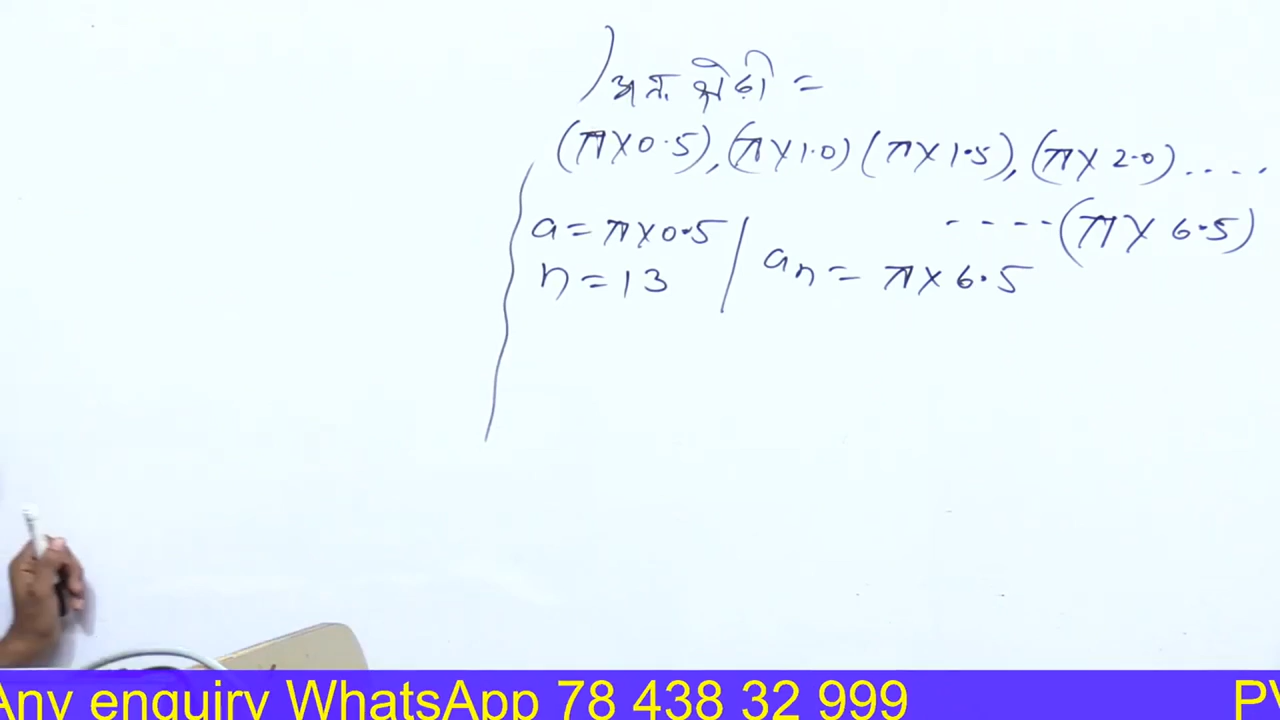 अतः श्रेढ़ी =
(π×0.5), (π×1.0) (π×1.5), (π×2.0) ....
----(π× 6.5)
a = π×0.5
n = 13
aₙ = π× 6.5
Any enquiry WhatsApp 78 438 32 999